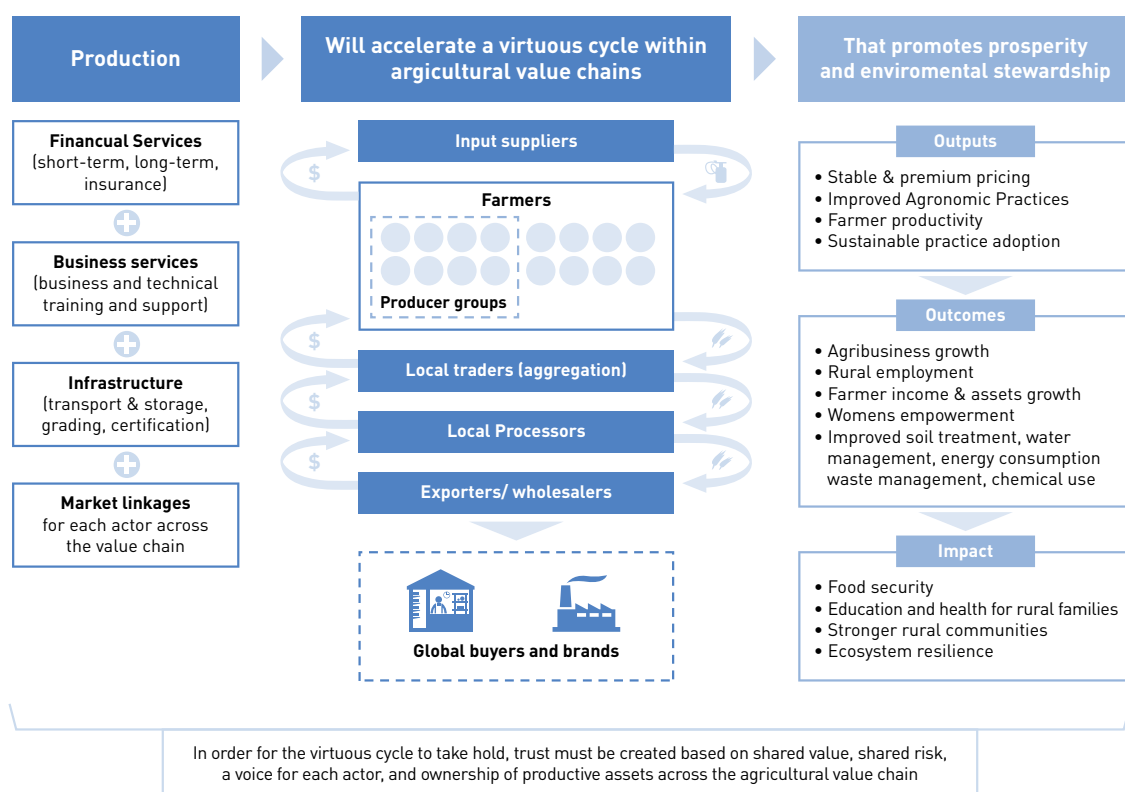 Production
Will accelerate a virtuous cycle within
argicultural value chains
That promotes prosperity
and enviromental stewardship
Financual Services
(short-term, long-term,
insurance)
Business services
(business and technical
training and support)
Infrastructure
(transport & storage,
grading, certification)
Market linkages
for each actor across
the value chain
Input suppliers
$
Farmers
Producer groups
$
Local traders (aggregation)
$
Local Processors
$
Exporters/ wholesalers
Global buyers and brands
Outputs
• Stable & premium pricing
• Improved Agronomic Practices
• Farmer productivity
• Sustainable practice adoption
Outcomes
• Agribusiness growth
• Rural employment
• Farmer income & assets growth
• Womens empowerment
• Improved soil treatment, water
management, energy consumption
waste management, chemical use
Impact
• Food security
• Education and health for rural families
• Stronger rural communities
• Ecosystem resilience
In order for the virtuous cycle to take hold, trust must be created based on shared value, shared risk,
a voice for each actor, and ownership of productive assets across the agricultural value chain